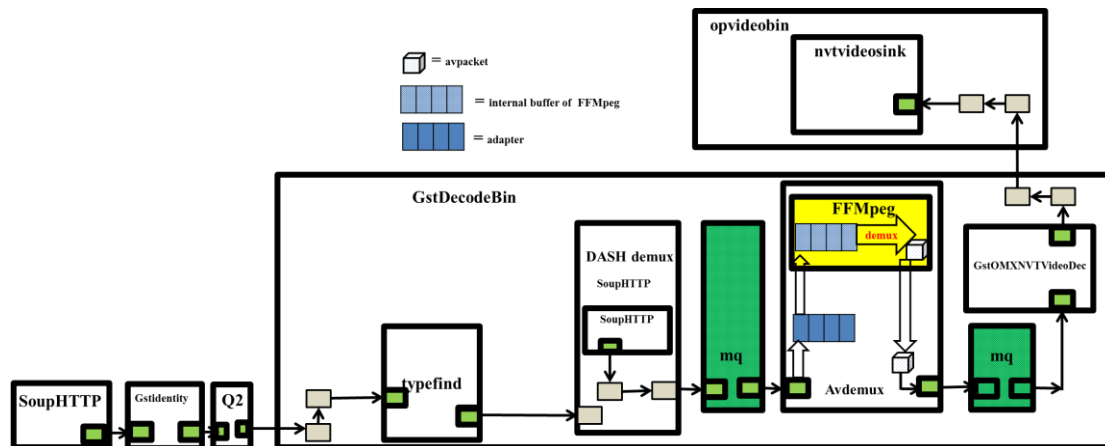 opvideobin
nvtvideosink
= avpacket
= internal buffer of FFMpeg
= adapter
GstDecodeBin
FFMpeg
demux
DASH demux
SoupHTTP
SoupHTTP
GstOMXNVTVideoDec
mq
typefind
mq
Avdemux
SoupHTTP
Gstidentity
Q2